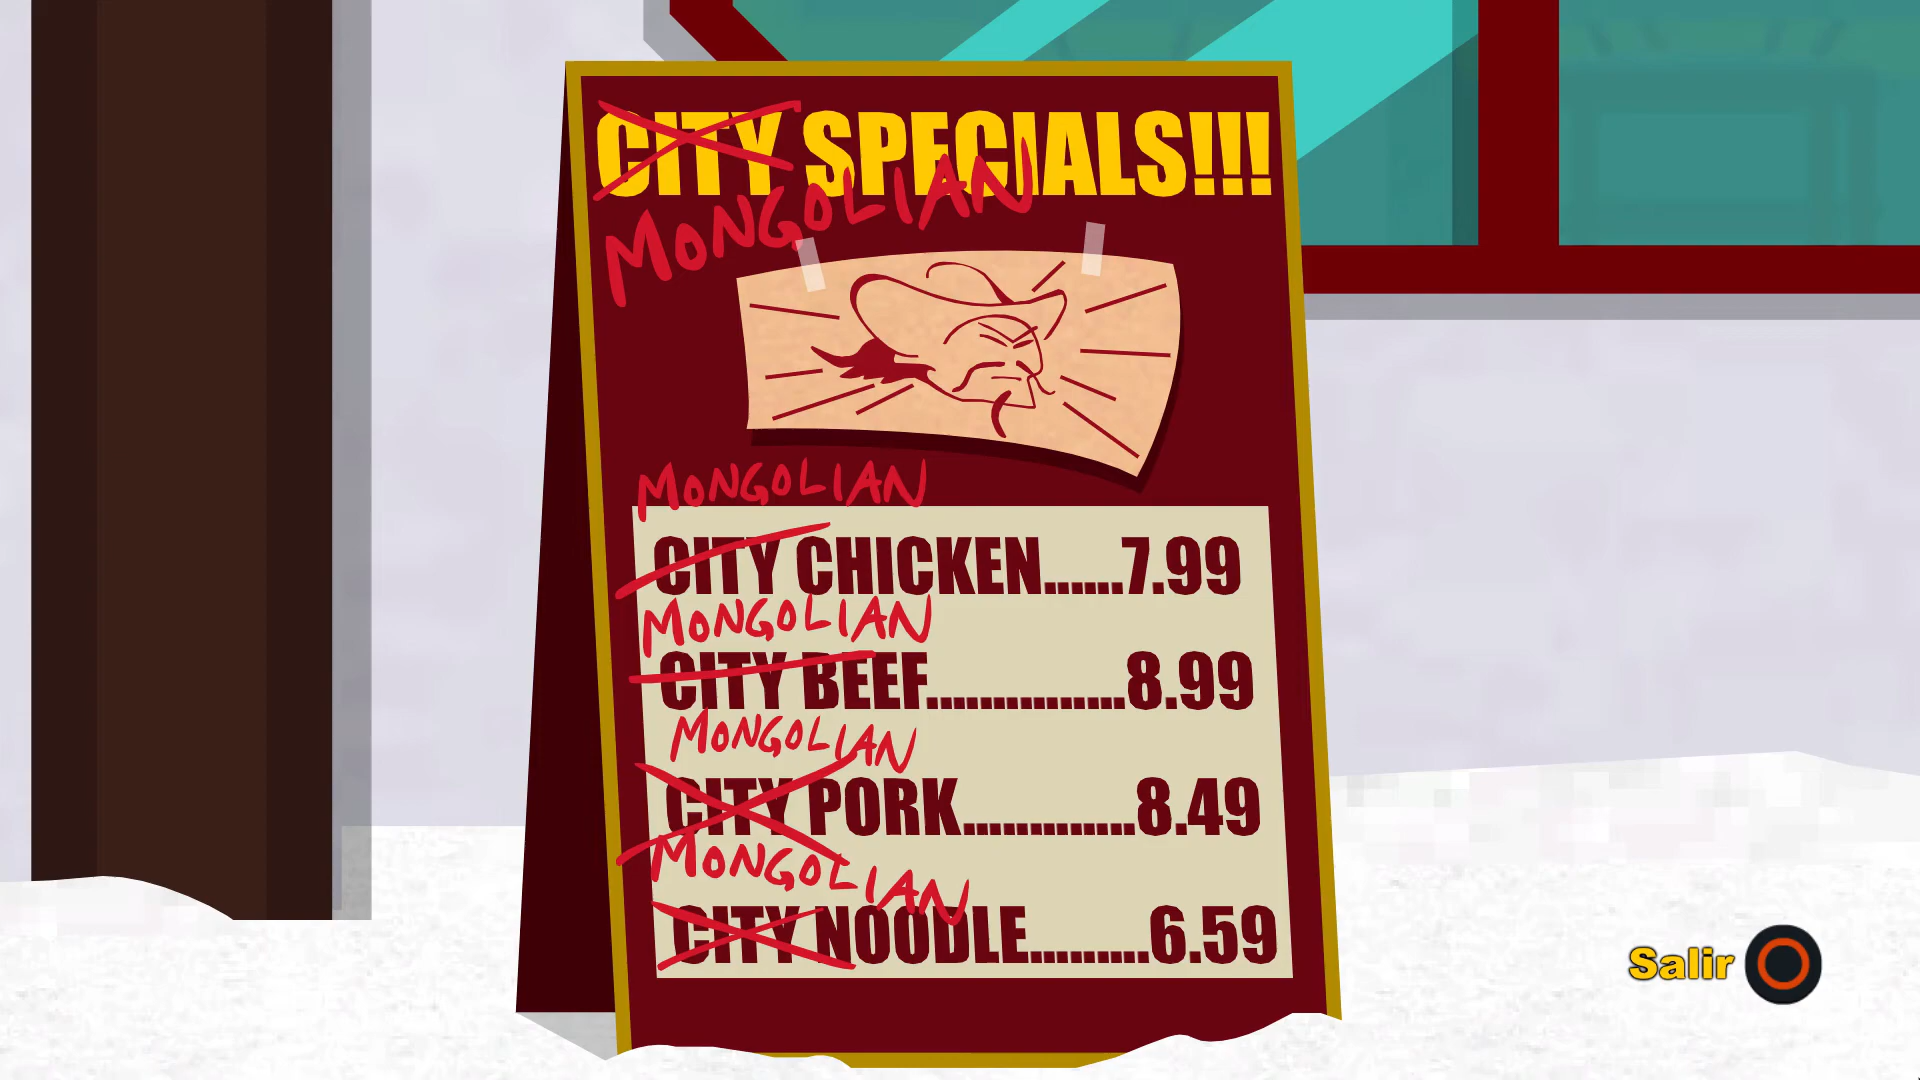 CITY SPECIALS!!!
MONGOLIAN
MONGOLIAN
CITY CHICKEN......7.99
MONGOLIAN
CITY BEEF...............8.99
MONGOLIAN
CITY PORK.............8.49
MONGOLIAN
CITY NOODLE.........6.59
Salir